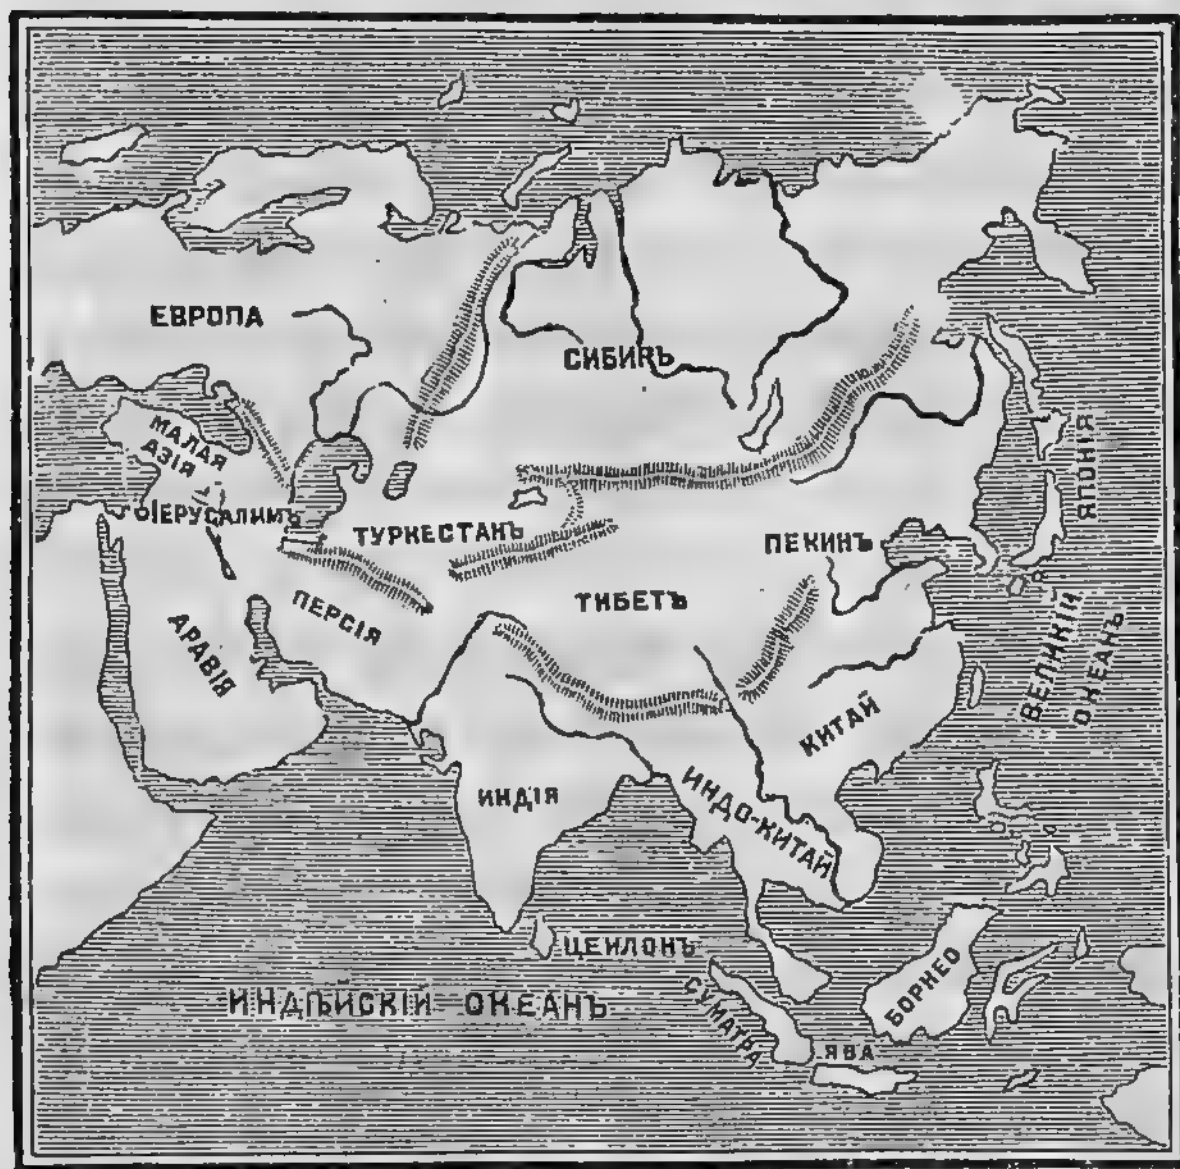 ЕВРОПА
СИБИРЬ
МАЛАЯ
АЗІЯ
ІЕРУСАЛИМЪ
ТУРКЕСТАНЪ
ЯПОНІЯ
ПЕКИНЪ
ПЕРСІЯ
ТИБЕТЪ
АРАВІЯ
ВЕЛИКІЙ
ОКЕАНЪ
КИТАЙ
ИНДІЯ
ИНДО-КИТАЙ
ЦЕИЛОНЪ
ИНДѢЙСКІЙ ОКЕАНЪ
СУМАТРА
БОРНЕО
ЯВА